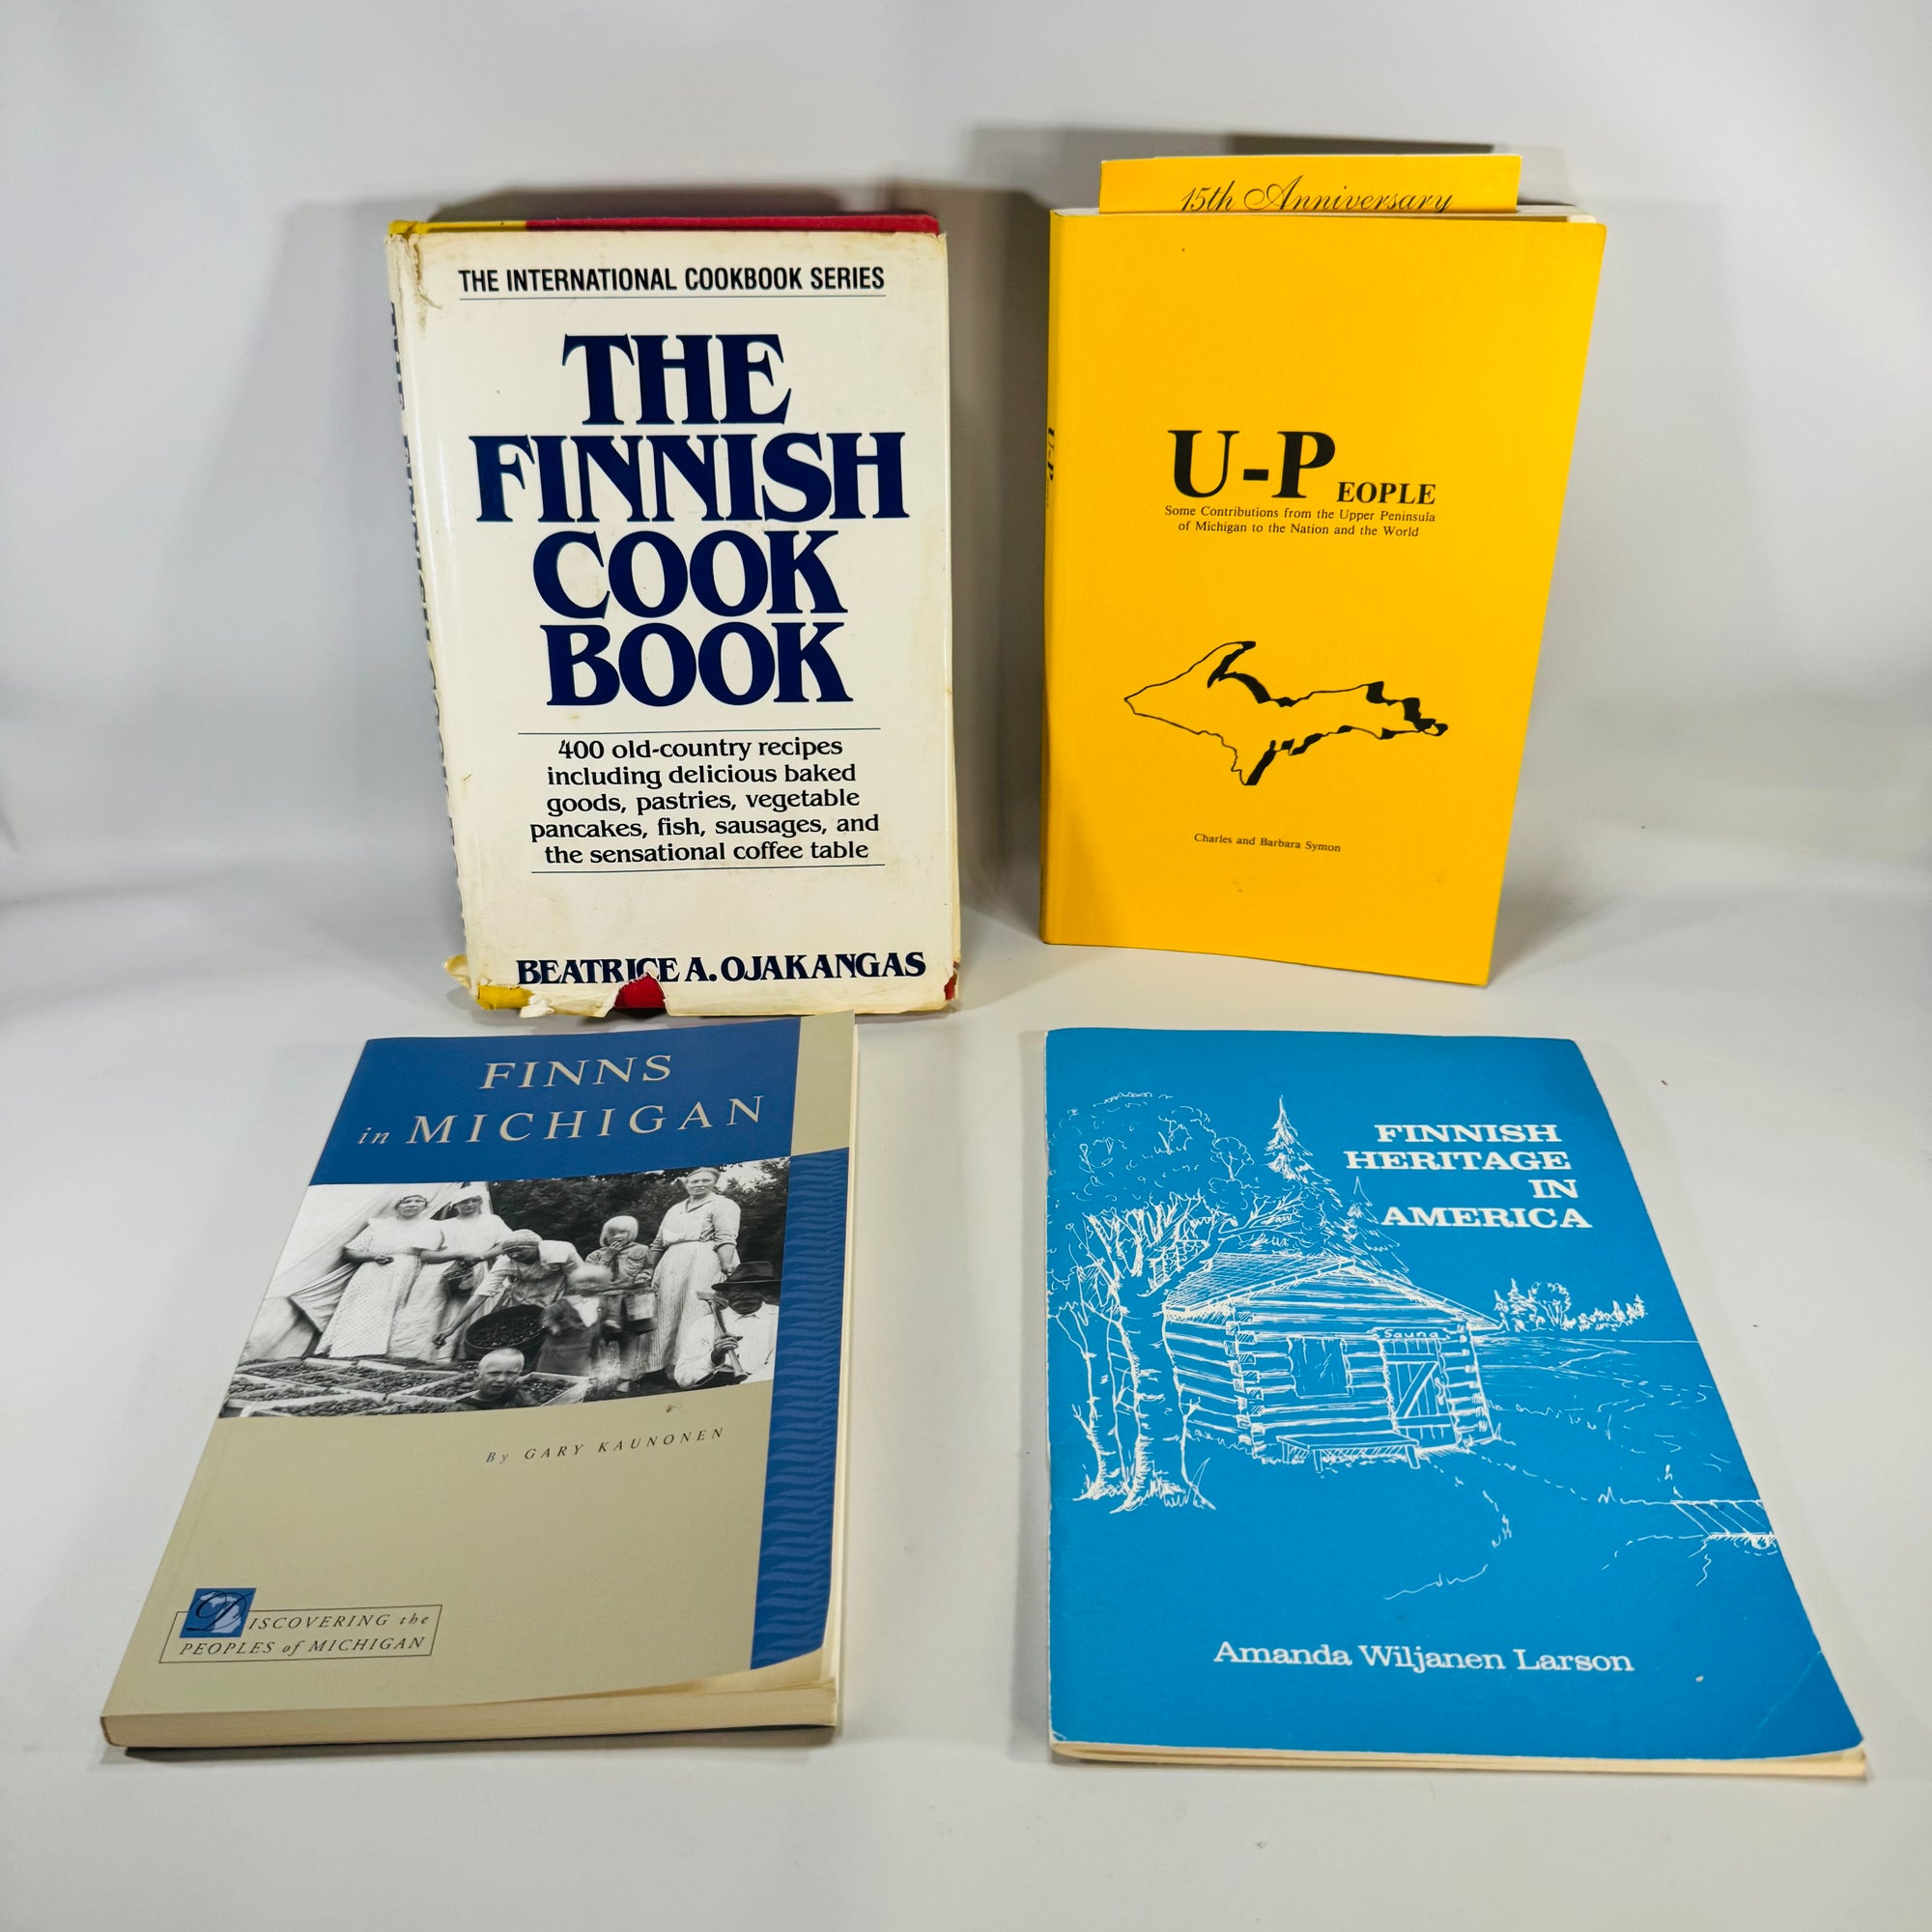 THE INTERNATIONAL COOKBOOK SERIES
THE
FINNISH
COOK
BOOK
400 old-country recipes
including delicious baked
goods, pastries, vegetable
pancakes, fish, sausages, and
the sensational coffee table
BEATRICE A. OJAKANGAS
15th Anniversary
U-P
U-PEOPLE
Some Contributions from the Upper Peninsula
of Michigan to the Nation and the World
Charles and Barbara Symon
FINNS
in MICHIGAN
By GARY KAUNONEN
DISCOVERING the
PEOPLES of MICHIGAN
FINNISH
HERITAGE
IN
AMERICA
Sauna
Amanda Wiljanen Larson